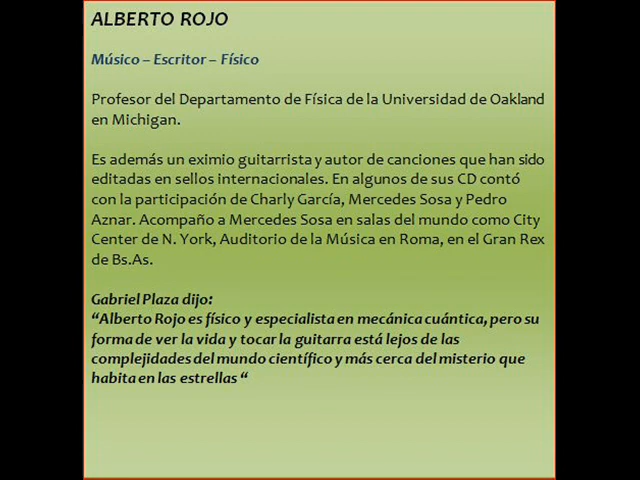 ALBERTO ROJO
Músico – Escritor – Físico
Profesor del Departamento de Física de la Universidad de Oakland
en Michigan.
Es además un eximio guitarrista y autor de canciones que han sido
editadas en sellos internacionales. En algunos de sus CD contó
con la participación de Charly García, Mercedes Sosa y Pedro
Aznar. Acompaño a Mercedes Sosa en salas del mundo como City
Center de N. York, Auditorio de la Música en Roma, en el Gran Rex
de Bs.As.
Gabriel Plaza dijo:
“Alberto Rojo es físico y especialista en mecánica cuántica, pero su
forma de ver la vida y tocar la guitarra está lejos de las
complejidades del mundo científico y más cerca del misterio que
habita en las estrellas “